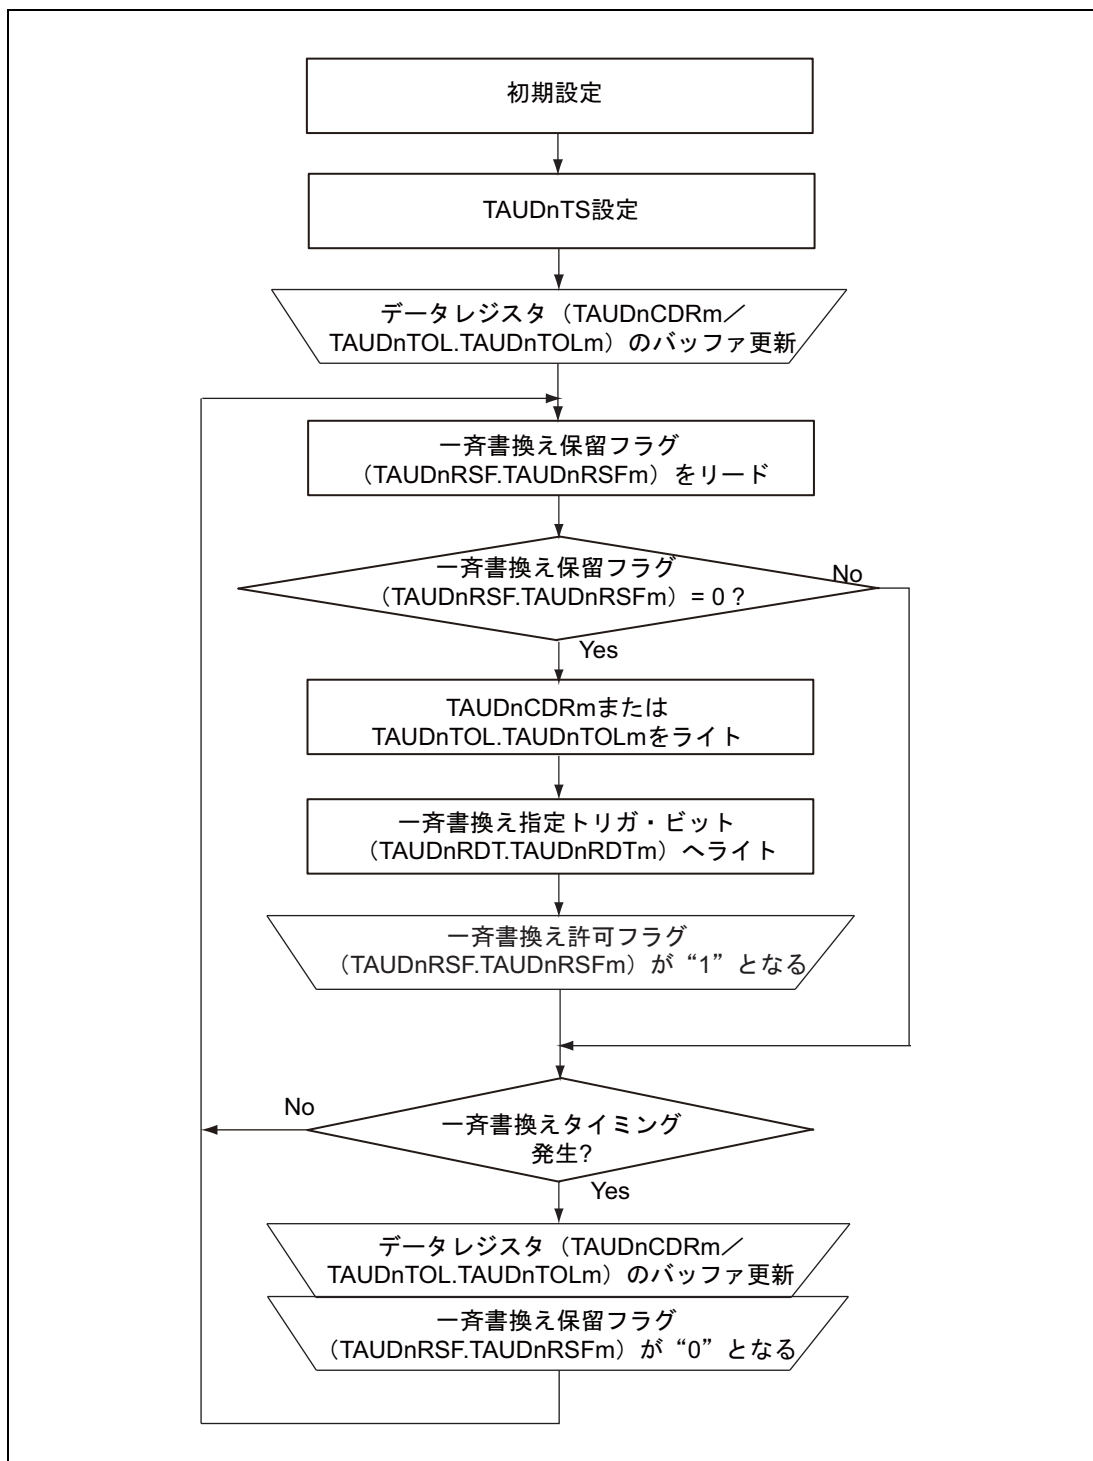 初期設定
TAUDnTS設定
データレジスタ（TAUDnCDRm／
TAUDnTOL.TAUDnTOLm）のバッファ更新
一斉書換え保留フラグ
（TAUDnRSF.TAUDnRSFm）をリード
一斉書換え保留フラグ
（TAUDnRSF.TAUDnRSFm）= 0 ?
No
Yes
TAUDnCDRmまたは
TAUDnTOL.TAUDnTOLmをライト
一斉書換え指定トリガ・ビット
（TAUDnRDT.TAUDnRDTm）へライト
一斉書換え許可フラグ
（TAUDnRSF.TAUDnRSFm）が“1”となる
No
一斉書換えタイミング
発生?
Yes
データレジスタ（TAUDnCDRm／
TAUDnTOL.TAUDnTOLm）のバッファ更新
一斉書換え保留フラグ
（TAUDnRSF.TAUDnRSFm）が“0”となる